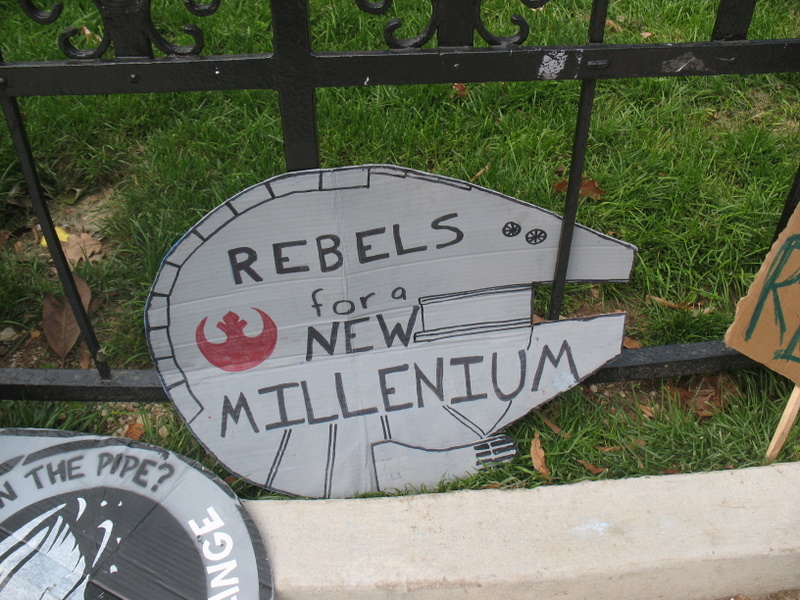 REBELS
for a
NEW
MILLENIUM
N THE PIPE?
ANGE
R